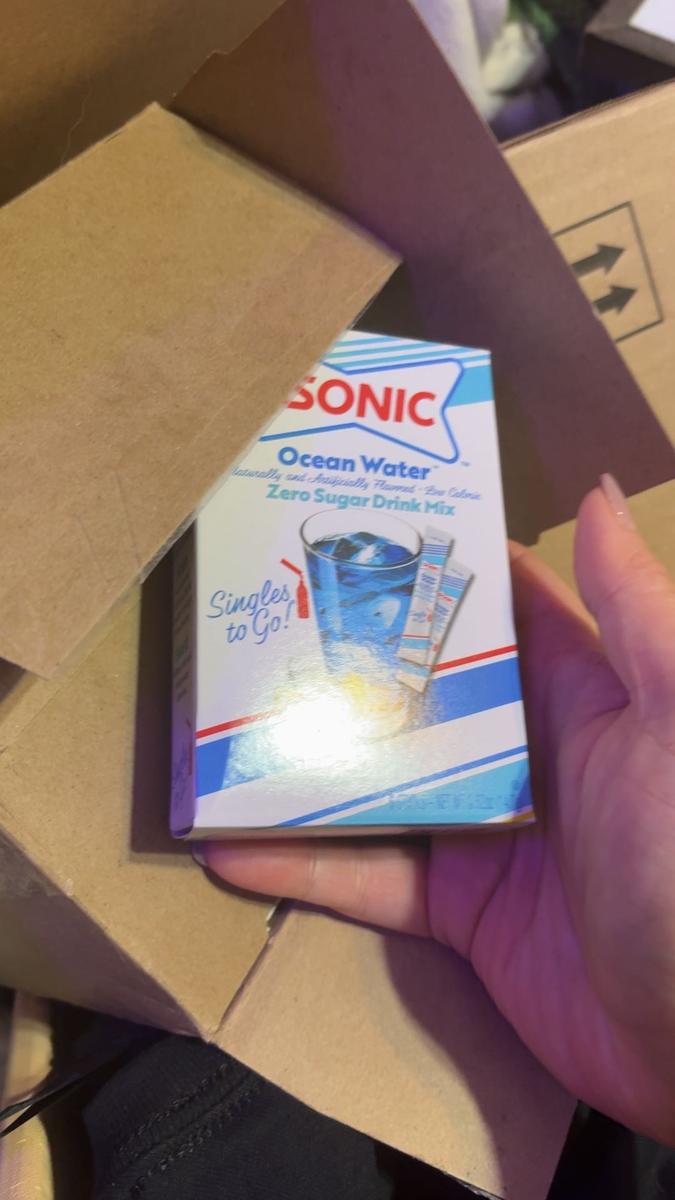 SONIC
Ocean Water™
Naturally and Artificially Flavored - Low Calorie
Zero Sugar Drink Mix
Singles
to Go!